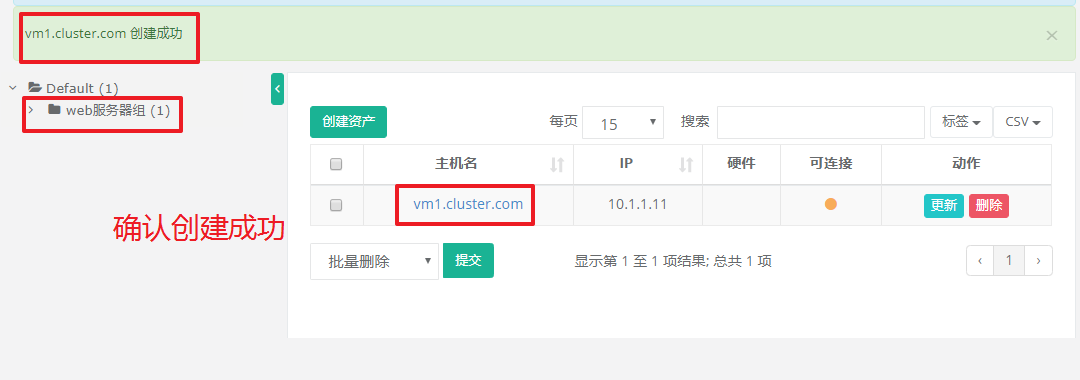 vm1.cluster.com 创建成功 ×
Default (1)
web服务器组 (1)
创建资产 每页 15 搜索 标签 CSV
主机名 IP 硬件 可连接 动作
vm1.cluster.com 10.1.1.11 更新 删除
确认创建成功
批量删除 提交 显示第 1 至 1 项结果; 总共 1 项 ‹ 1 ›